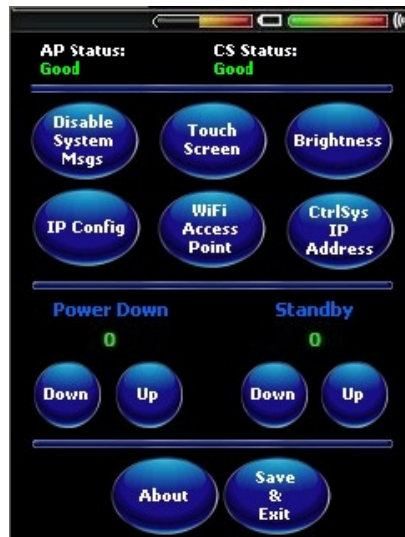 AP Status:
CS Status:
Good
Good
Disable
System
Msgs
Touch
Screen
Brightness
IP Config
WiFi
Access
Point
CtrlSys
IP
Address
Power Down
Standby
0
0
Down
Up
Down
Up
About
Save
&
Exit